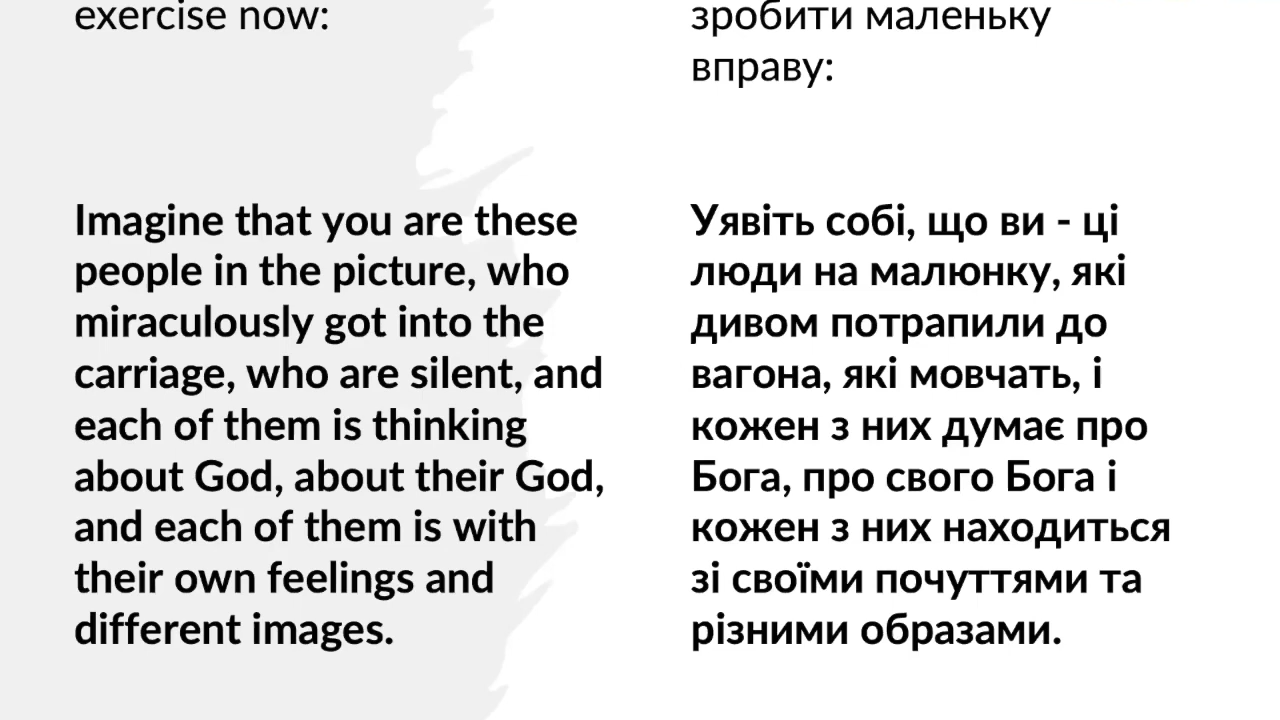 exercise now:
Imagine that you are these
people in the picture, who
miraculously got into the
carriage, who are silent, and
each of them is thinking
about God, about their God,
and each of them is with
their own feelings and
different images.
зробити маленьку
вправу:
Уявіть собі, що ви - ці
люди на малюнку, які
дивом потрапили до
вагона, які мовчать, і
кожен з них думає про
Бога, про свого Бога і
кожен з них находиться
зі своїми почуттями та
різними образами.